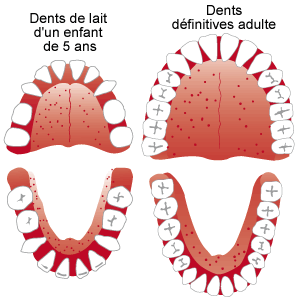 Dents de lait
d'un enfant
de 5 ans
Dents
définitives adulte